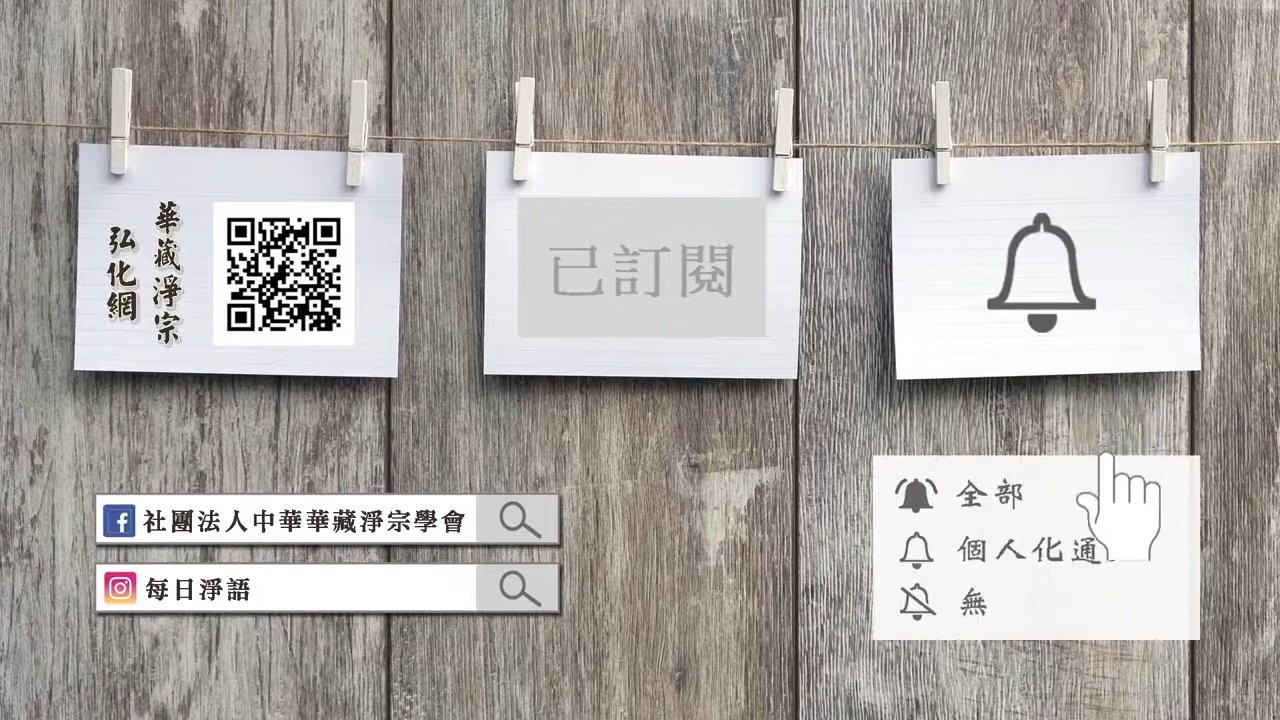 華藏淨宗
弘化網
已訂閱
社團法人中華華藏淨宗學會
每日淨語
全部
個人化通
無